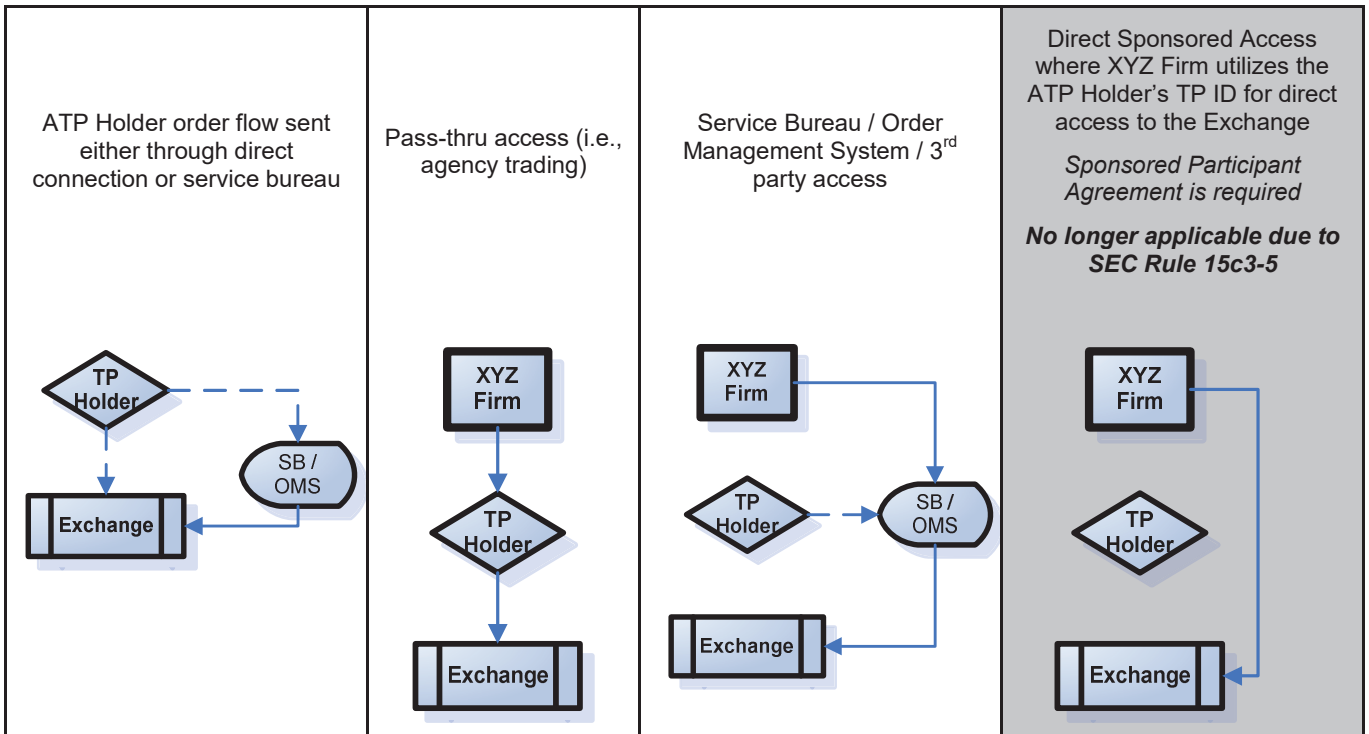 ATP Holder order flow sent
either through direct
connection or service bureau
TP
Holder
SB /
OMS
Exchange
Pass-thru access (i.e.,
agency trading)
XYZ
Firm
TP
Holder
Exchange
Service Bureau / Order
Management System / 3rd
party access
XYZ
Firm
TP
Holder
SB /
OMS
Exchange
Direct Sponsored Access
where XYZ Firm utilizes the
ATP Holder’s TP ID for direct
access to the Exchange
Sponsored Participant
Agreement is required
No longer applicable due to
SEC Rule 15c3-5
XYZ
Firm
TP
Holder
Exchange